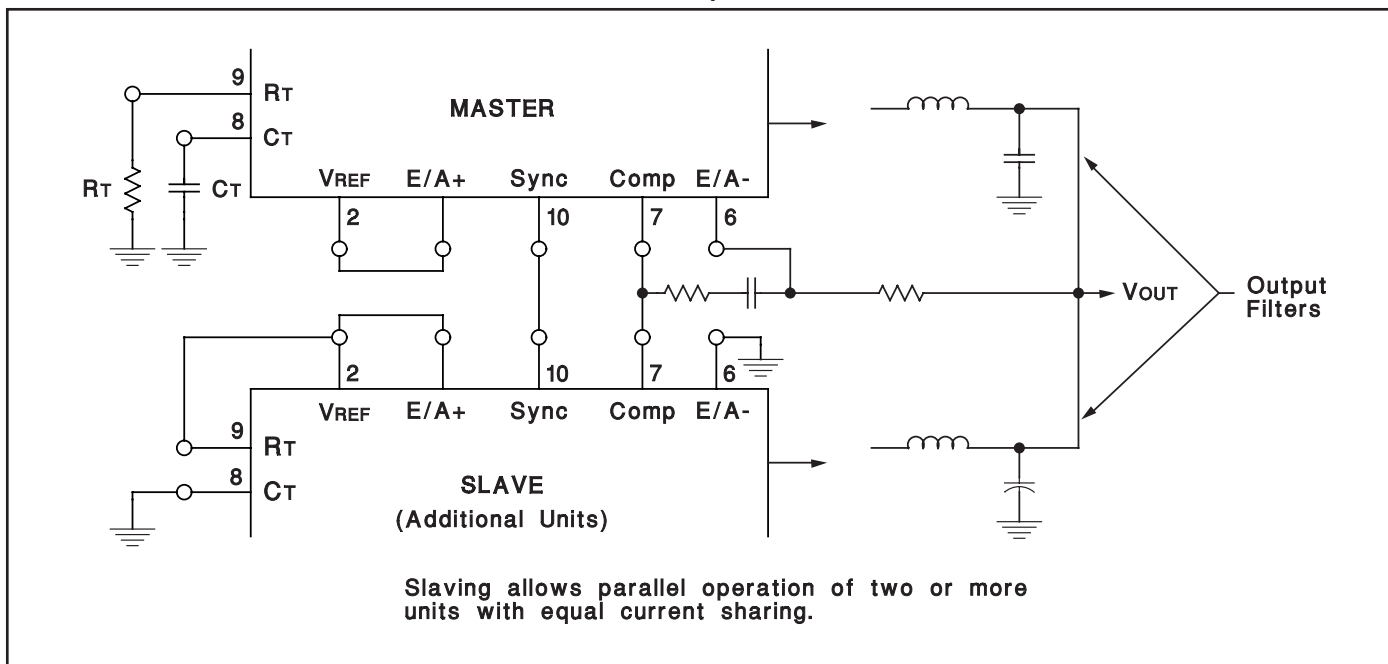 9
RT
MASTER
8
CT
RT
CT
VREF E/A+ Sync Comp E/A-
2 10 7 6
VOUT
Output
Filters
2 10 7 6
VREF E/A+ Sync Comp E/A-
9
RT
8
CT
SLAVE
(Additional Units)
Slaving allows parallel operation of two or more
units with equal current sharing.